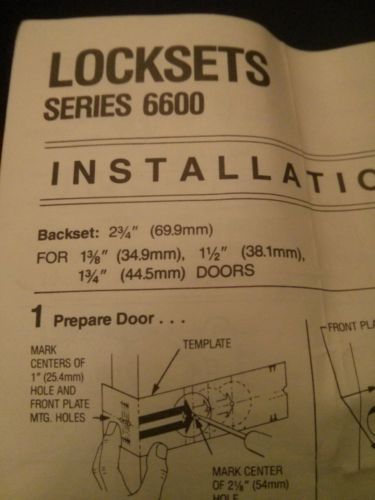 LOCKSETS
SERIES 6600
INSTALLATIO
Backset: 2¾" (69.9mm)
FOR 1⅜" (34.9mm), 1½" (38.1mm),
1¾" (44.5mm) DOORS
1 Prepare Door . . .
MARK
CENTERS OF
1" (25.4mm)
HOLE AND
FRONT PLATE
MTG. HOLES
TEMPLATE
FRONT PLA
MARK CENTER
OF 2⅛" (54mm)
HOLE